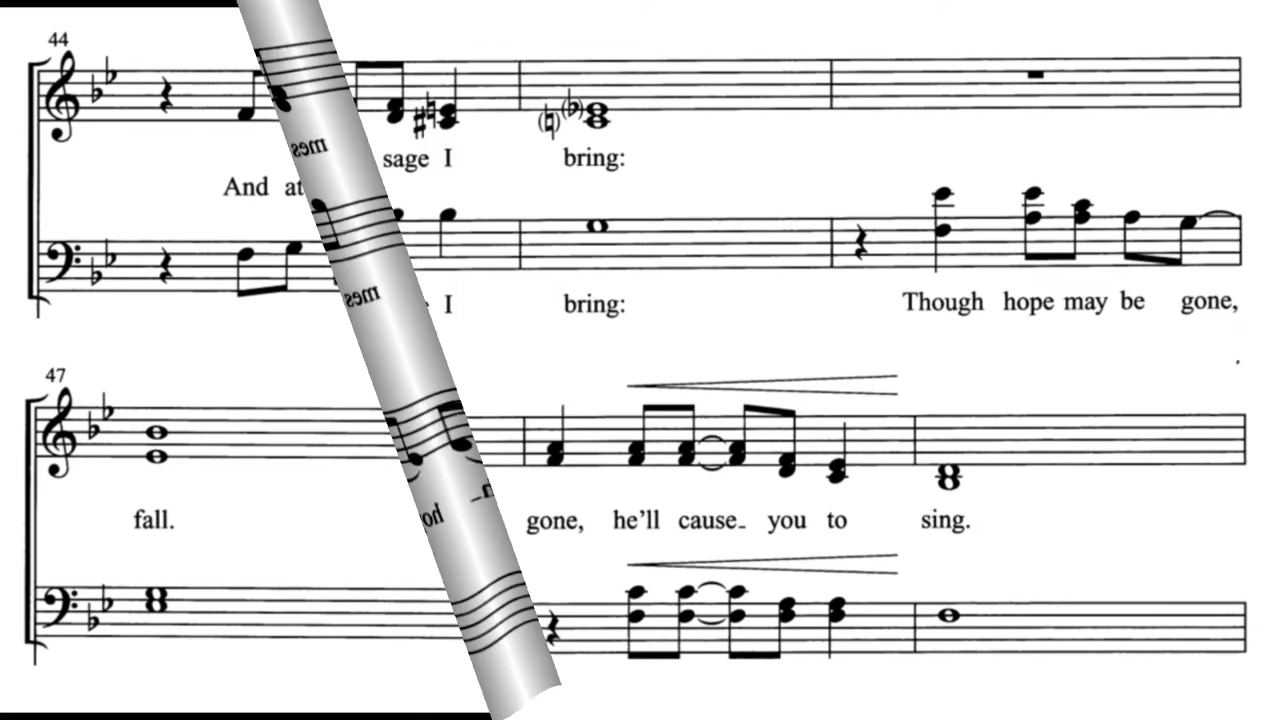 44
sage I bring:
And at
I bring: Though hope may be gone,
47
fall. gone, he'll cause you to sing.